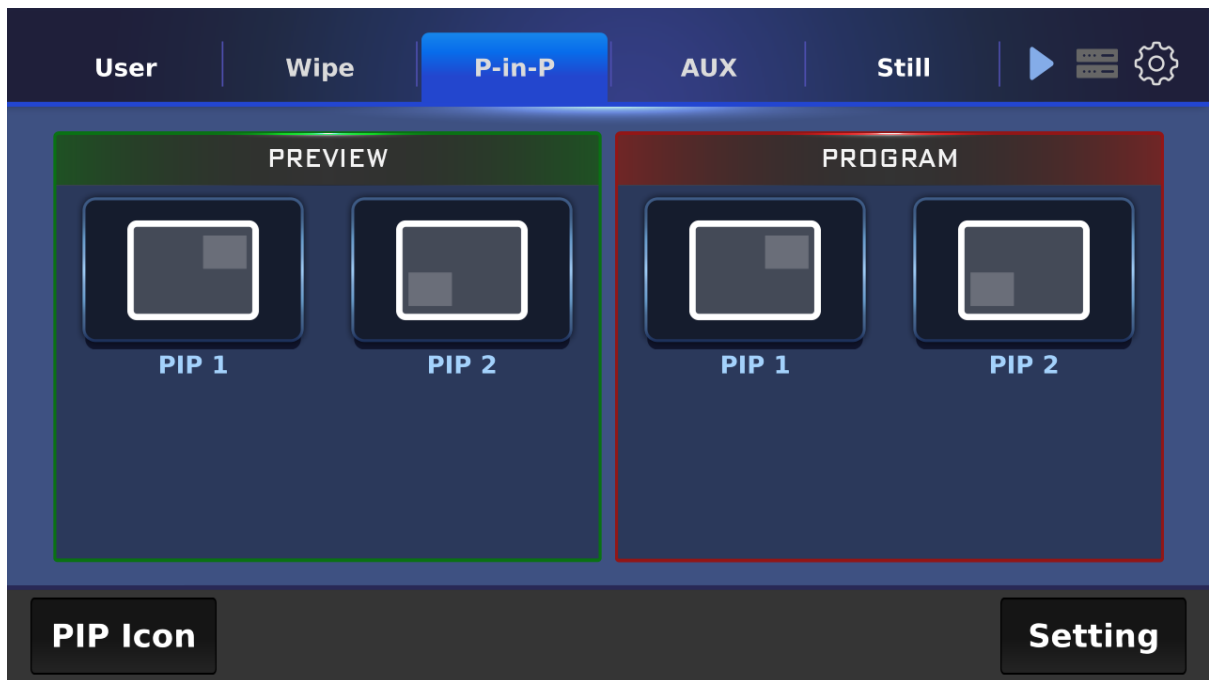 User Wipe P-in-P AUX Still
PREVIEW PROGRAM
PIP 1 PIP 2 PIP 1 PIP 2
PIP Icon Setting